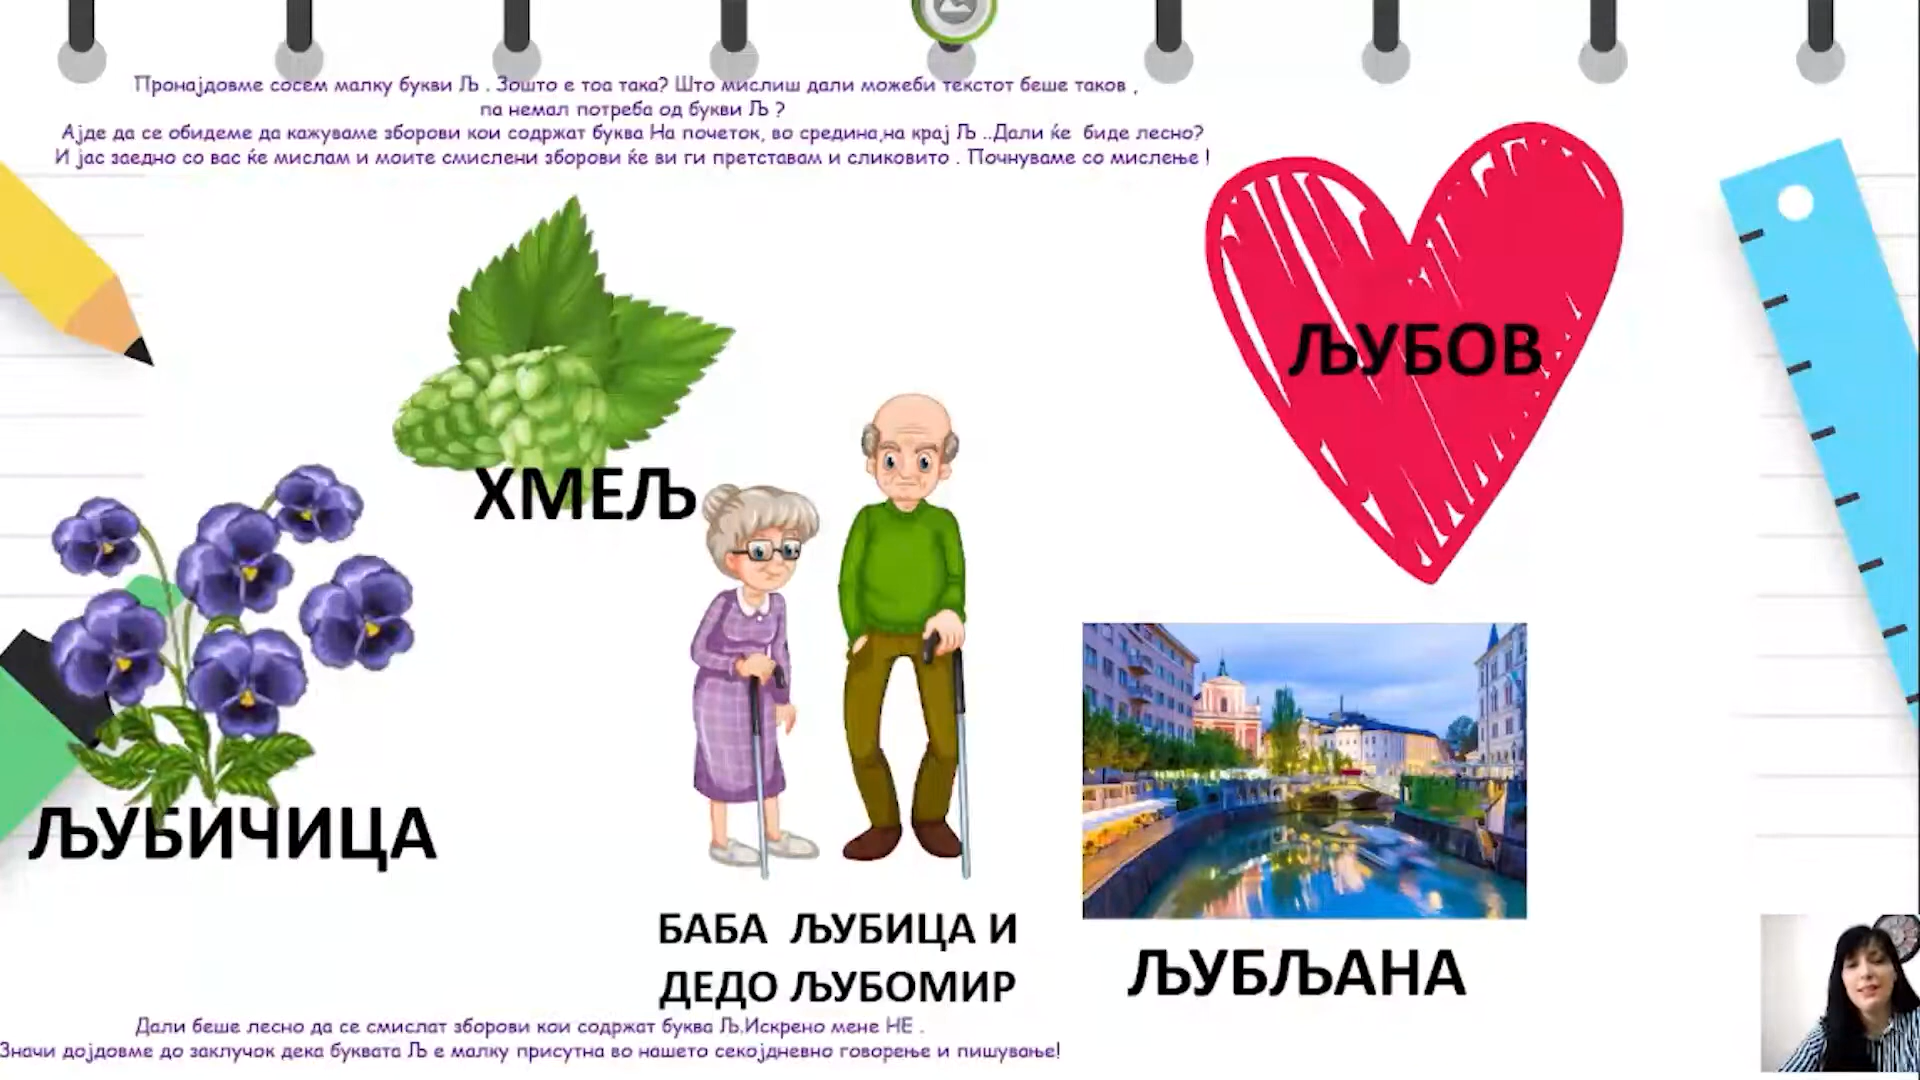 Пронајдовме сосем малку букви Љ . Зошто е тоа така? Што мислиш дали можеби текстот беше таков ,
па немал потреба од букви Љ ?
Ајде да се обидеме да кажуваме зборови кои содржат буква На почеток, во средина,на крај Љ ..Дали ќе биде лесно?
И јас заедно со вас ќе мислам и моите смислени зборови ќе ви ги претставам и сликовито . Почнуваме со мислење !
ЉУБОВ
ХМЕЉ
ЉУБИЧИЦА
БАБА ЉУБИЦА И
ДЕДО ЉУБОМИР
ЉУБЉАНА
Дали беше лесно да се смислат зборови кои содржат буква Љ.Искрено мене НЕ .
Значи дојдовме до заклучок дека буквата Љ е малку присутна во нашето секојдневно говорење и пишување!